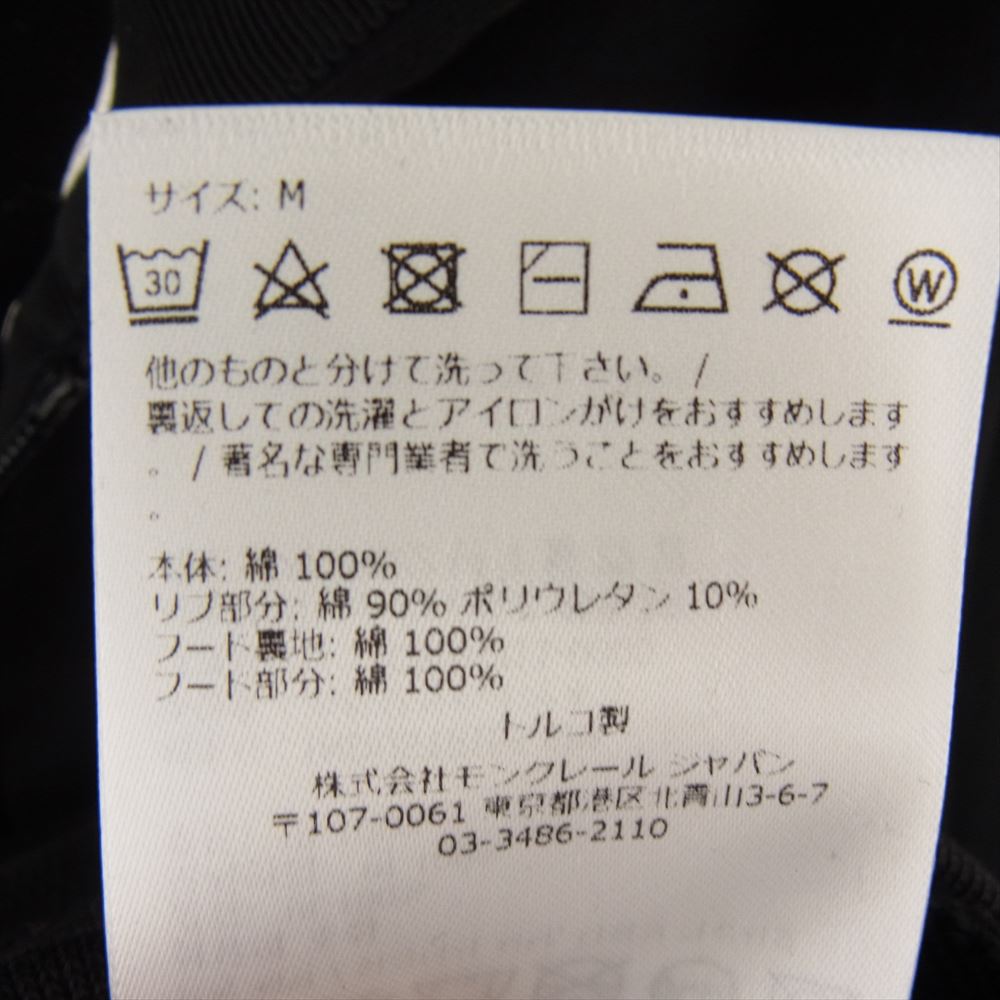 サイズ: M
30 W
他のものと分けて洗って下さい。 /
裏返しての洗濯とアイロンがけをおすすめします
。 / 著名な専門業者で洗うことをおすすめします
。
本体: 綿 100%
リブ部分: 綿 90% ポリウレタン 10%
フード裏地: 綿 100%
フード部分: 綿 100%
トルコ製
株式会社モンクレール ジャパン
〒107-0061 東京都港区北青山3-6-7
03-3486-2110